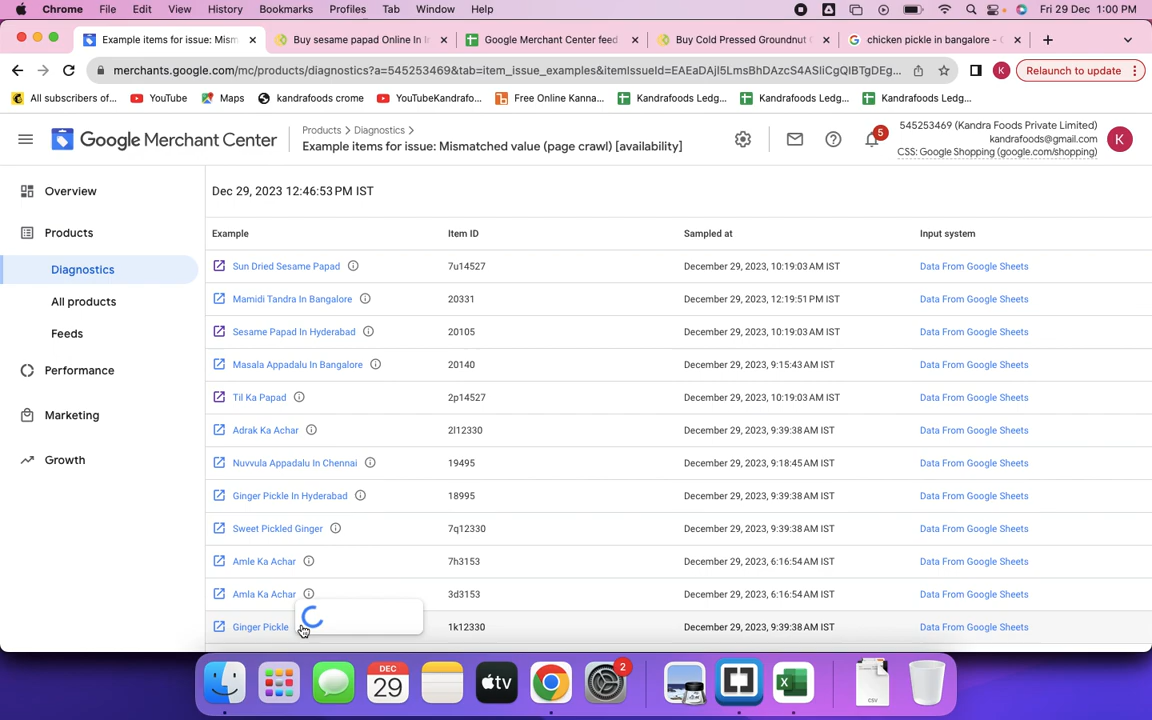 Chrome File Edit View History Bookmarks Profiles Tab Window Help Fri 29 Dec 1:00 PM
Example items for issue: Mism
Buy sesame papad Online In I
Google Merchant Center feed
Buy Cold Pressed Groundnut
chicken pickle in bangalore -
merchants.google.com/mc/products/diagnostics?a=545253469&tab=item_issue_examples&itemIssueId=EAEaDAjI5LmsBhDAzcS4ASIiCgQIBTgDEg...
K
Relaunch to update
All subscribers of...
YouTube
Maps
kandrafoods crome
YouTubeKandrafo...
Free Online Kanna...
Kandrafoods Ledg...
Kandrafoods Ledg...
Kandrafoods Ledg...
Google Merchant Center
Products > Diagnostics >
Example items for issue: Mismatched value (page crawl) [availability]
5
545253469 (Kandra Foods Private Limited)
kandrafoods@gmail.com
CSS: Google Shopping (google.com/shopping)
K
Overview
Products
Diagnostics
All products
Feeds
Performance
Marketing
Growth
Dec 29, 2023 12:46:53 PM IST
Example Item ID Sampled at Input system
Sun Dried Sesame Papad 7u14527 December 29, 2023, 10:19:03 AM IST Data From Google Sheets
Mamidi Tandra In Bangalore 20331 December 29, 2023, 12:19:51 PM IST Data From Google Sheets
Sesame Papad In Hyderabad 20105 December 29, 2023, 10:19:03 AM IST Data From Google Sheets
Masala Appadalu In Bangalore 20140 December 29, 2023, 9:15:43 AM IST Data From Google Sheets
Til Ka Papad 2p14527 December 29, 2023, 10:19:03 AM IST Data From Google Sheets
Adrak Ka Achar 2l12330 December 29, 2023, 9:39:38 AM IST Data From Google Sheets
Nuvvula Appadalu In Chennai 19495 December 29, 2023, 9:18:45 AM IST Data From Google Sheets
Ginger Pickle In Hyderabad 18995 December 29, 2023, 9:39:38 AM IST Data From Google Sheets
Sweet Pickled Ginger 7q12330 December 29, 2023, 9:39:38 AM IST Data From Google Sheets
Amle Ka Achar 7h3153 December 29, 2023, 6:16:54 AM IST Data From Google Sheets
Amla Ka Achar 3d3153 December 29, 2023, 6:16:54 AM IST Data From Google Sheets
Ginger Pickle 1k12330 December 29, 2023, 9:39:38 AM IST Data From Google Sheets
DEC
29
tv
2
CSV